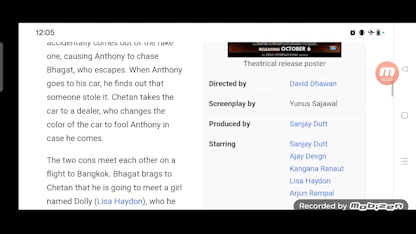 12:05
accidentally comes out of the fake
one, causing Anthony to chase
Bhagat, who escapes. When Anthony
goes to his car, he finds out that
someone stole it. Chetan takes the
car to a dealer, who changes the
color of the car to fool Anthony in
case he comes.
The two cons meet each other on a
flight to Bangkok. Bhagat brags to
Chetan that he is going to meet a girl
named Dolly (Lisa Haydon), who he
RELEASING OCTOBER 6
Theatrical release poster
Directed by David Dhawan
Screenplay by Yunus Sajawal
Produced by Sanjay Dutt
Starring Sanjay Dutt
Ajay Devgn
Kangana Ranaut
Lisa Haydon
Arjun Rampal
Recorded by Mobizen